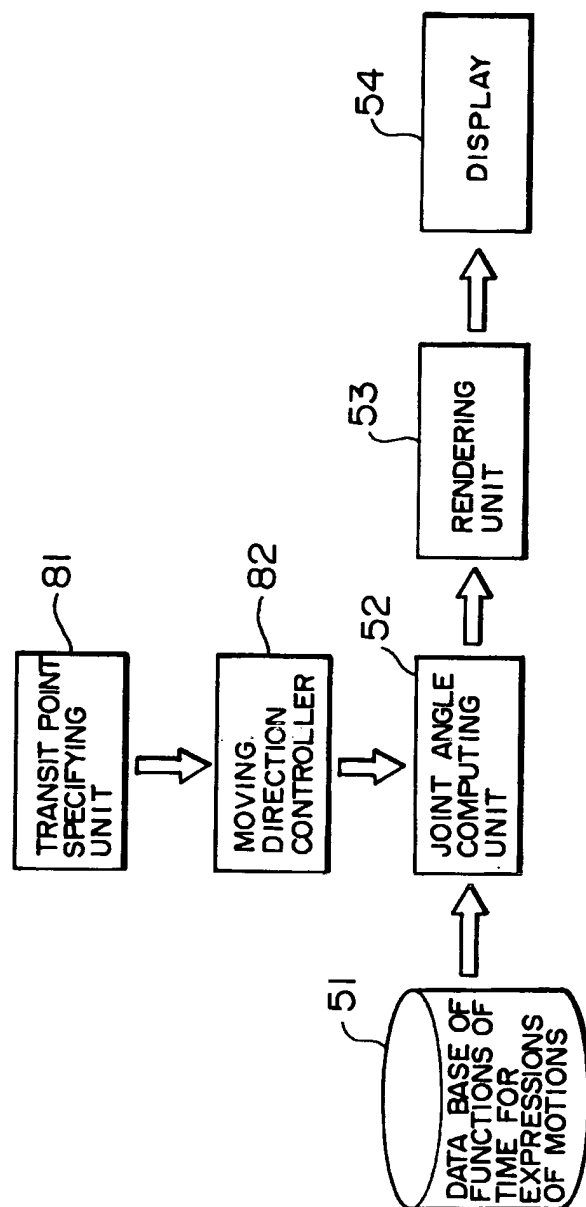 81
TRANSIT POINT
SPECIFYING
UNIT
82
MOVING.
DIRECTION
CONTROLLER
51
DATA BASE OF
FUNCTIONS OF
TIME FOR
EXPRESSIONS
OF MOTIONS
52
JOINT ANGLE
COMPUTING
UNIT
53
RENDERING
UNIT
54
DISPLAY